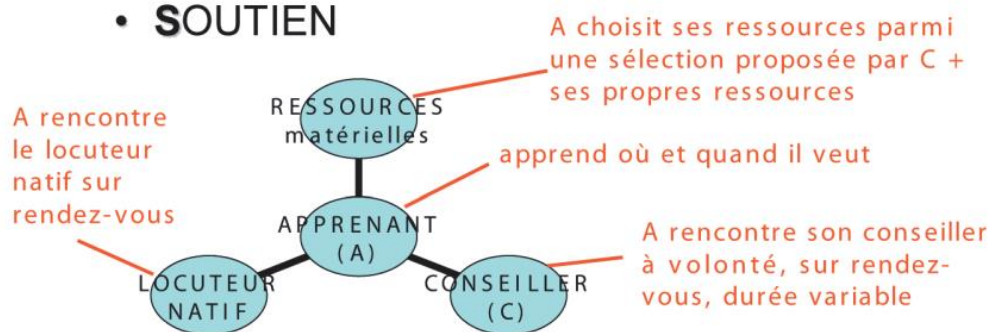 • SOUTIEN
A choisit ses ressources parmi
une sélection proposée par C +
ses propres ressources
RESSOURCES
matérielles
A rencontre
le locuteur
natif sur
rendez-vous
apprend où et quand il veut
APPRENANT
(A)
A rencontre son conseiller
à volonté, sur rendez-
vous, durée variable
LOCUTEUR
NATIF
CONSEILLER
(C)